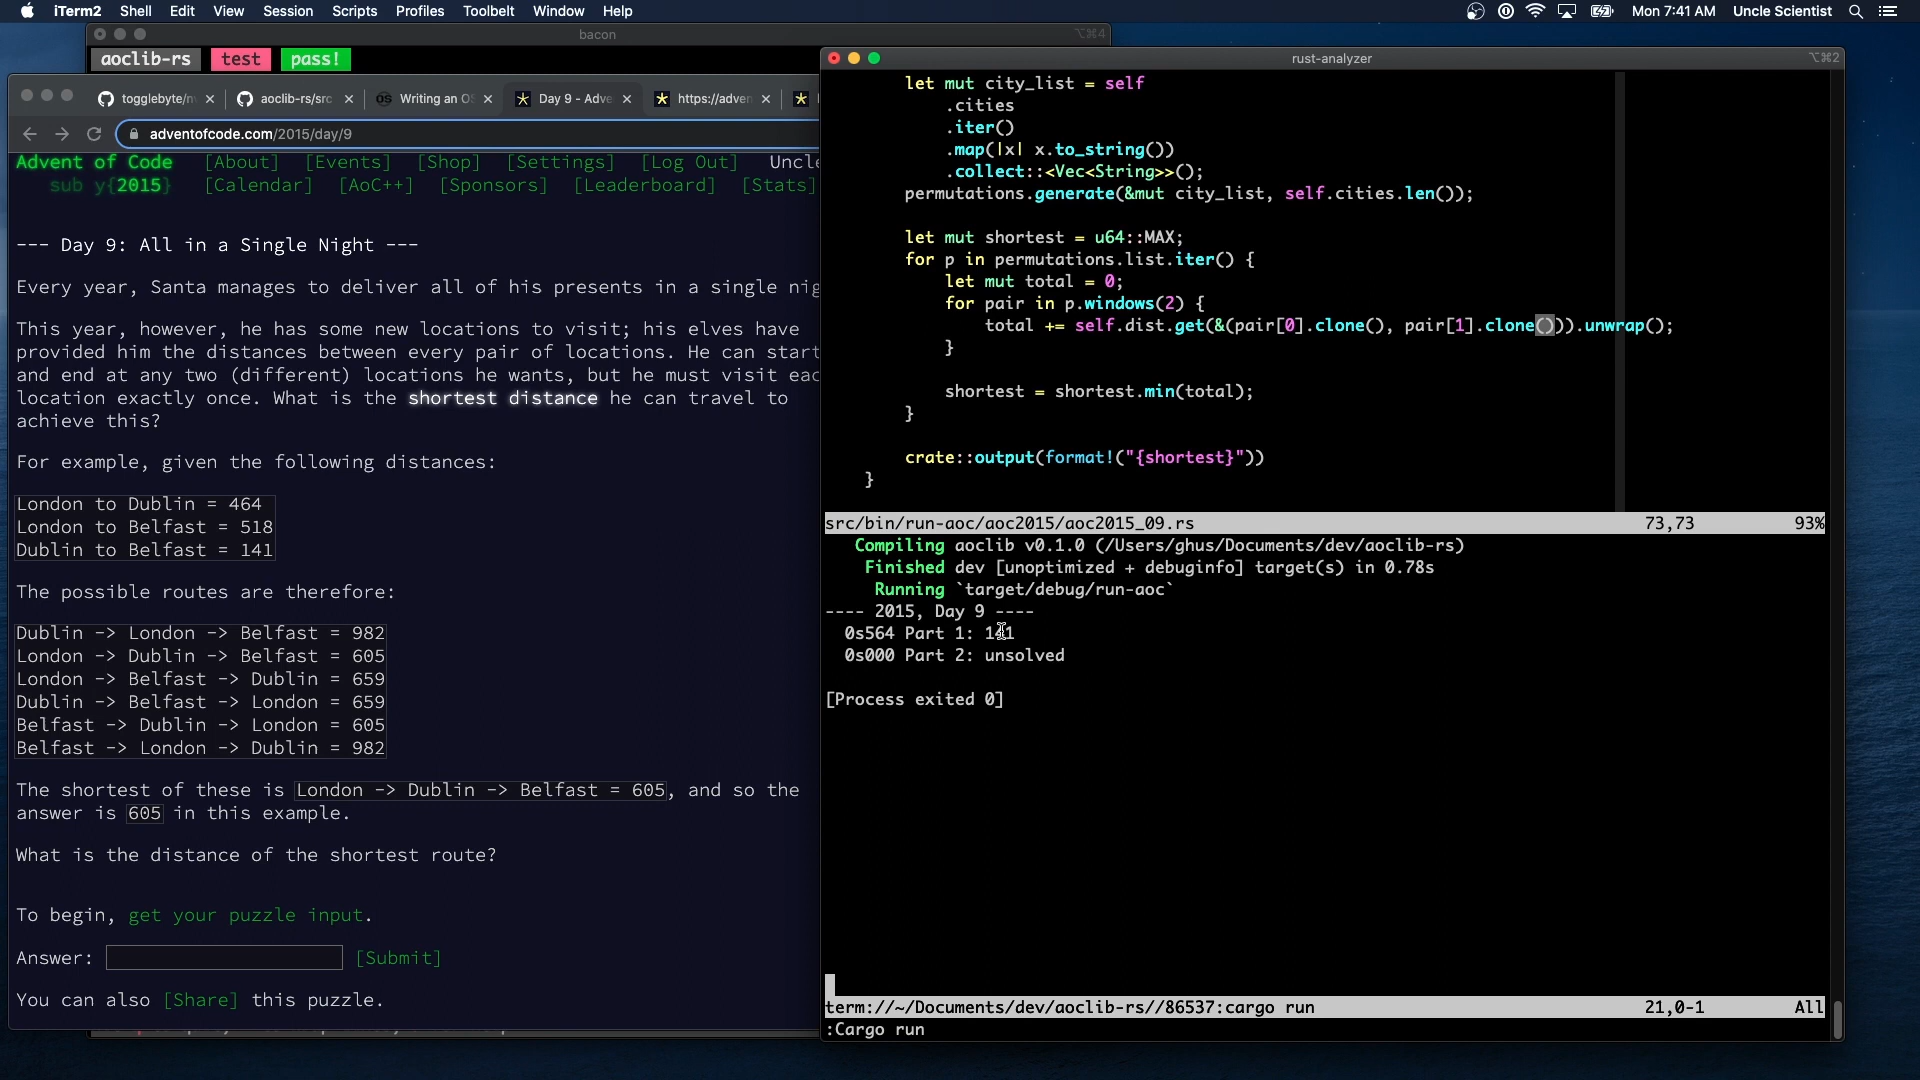 iTerm2 Shell Edit View Session Scripts Profiles Toolbelt Window Help Mon 7:41 AM Uncle Scientist
bacon ⌥⌘4
aoclib-rs test pass!
togglebyte/n aoclib-rs/src Writing an OS Day 9 - Adve https://adven
adventofcode.com/2015/day/9
Advent of Code [About] [Events] [Shop] [Settings] [Log Out] Uncle
sub y{2015} [Calendar] [AoC++] [Sponsors] [Leaderboard] [Stats]
--- Day 9: All in a Single Night ---
Every year, Santa manages to deliver all of his presents in a single nig
This year, however, he has some new locations to visit; his elves have
provided him the distances between every pair of locations. He can start
and end at any two (different) locations he wants, but he must visit eac
location exactly once. What is the shortest distance he can travel to
achieve this?
For example, given the following distances:
London to Dublin = 464
London to Belfast = 518
Dublin to Belfast = 141
The possible routes are therefore:
Dublin -> London -> Belfast = 982
London -> Dublin -> Belfast = 605
London -> Belfast -> Dublin = 659
Dublin -> Belfast -> London = 659
Belfast -> Dublin -> London = 605
Belfast -> London -> Dublin = 982
The shortest of these is London -> Dublin -> Belfast = 605, and so the
answer is 605 in this example.
What is the distance of the shortest route?
To begin, get your puzzle input.
Answer: [Submit]
You can also [Share] this puzzle.
rust-analyzer ⌥⌘2
let mut city_list = self
.cities
.iter()
.map(|x| x.to_string())
.collect::<Vec<String>>();
permutations.generate(&mut city_list, self.cities.len());
let mut shortest = u64::MAX;
for p in permutations.list.iter() {
let mut total = 0;
for pair in p.windows(2) {
total += self.dist.get(&(pair[0].clone(), pair[1].clone())).unwrap();
}
shortest = shortest.min(total);
}
crate::output(format!("{shortest}"))
}
src/bin/run-aoc/aoc2015/aoc2015_09.rs 73,73 93%
Compiling aoclib v0.1.0 (/Users/ghus/Documents/dev/aoclib-rs)
Finished dev [unoptimized + debuginfo] target(s) in 0.78s
Running `target/debug/run-aoc`
---- 2015, Day 9 ----
0s564 Part 1: 141
0s000 Part 2: unsolved
[Process exited 0]
term://~/Documents/dev/aoclib-rs//86537:cargo run 21,0-1 All
:Cargo run